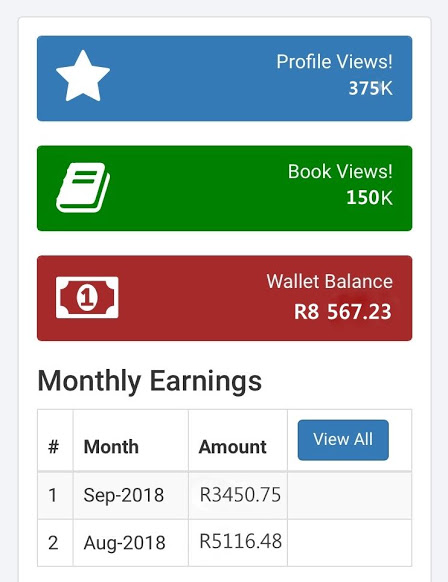 Profile Views!
375K
Book Views!
150K
1
Wallet Balance
R8 567.23
Monthly Earnings
# Month Amount View All
1 Sep-2018 R3450.75
2 Aug-2018 R5116.48